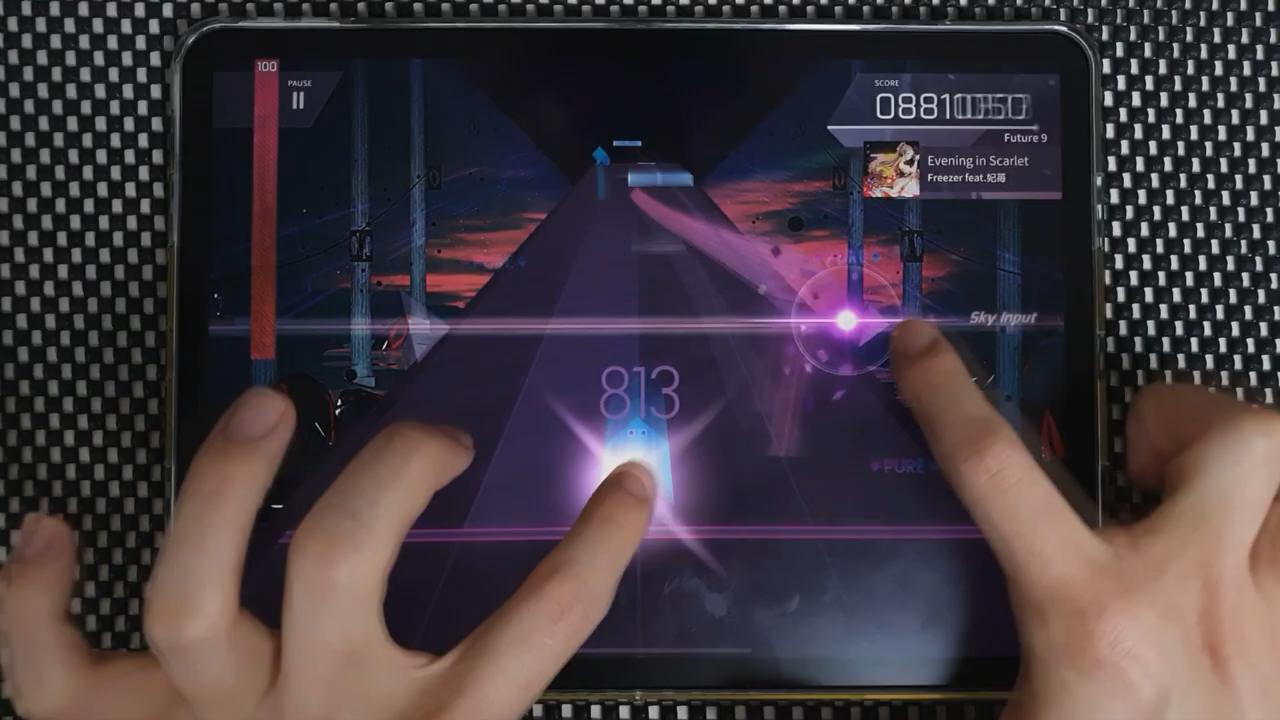 100
PAUSE
SCORE
Future 9
Evening in Scarlet
Freezer feat.妃苺
Sky Input
813
PURE